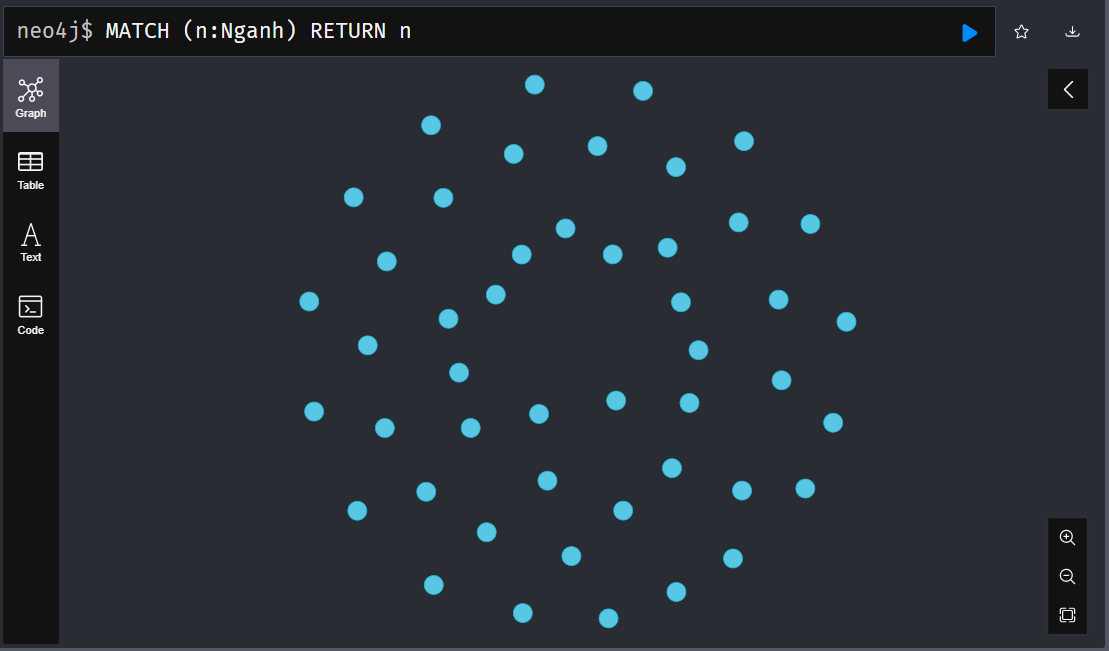 neo4j$ MATCH (n:Nganh) RETURN n
Graph
Table
Text
Code